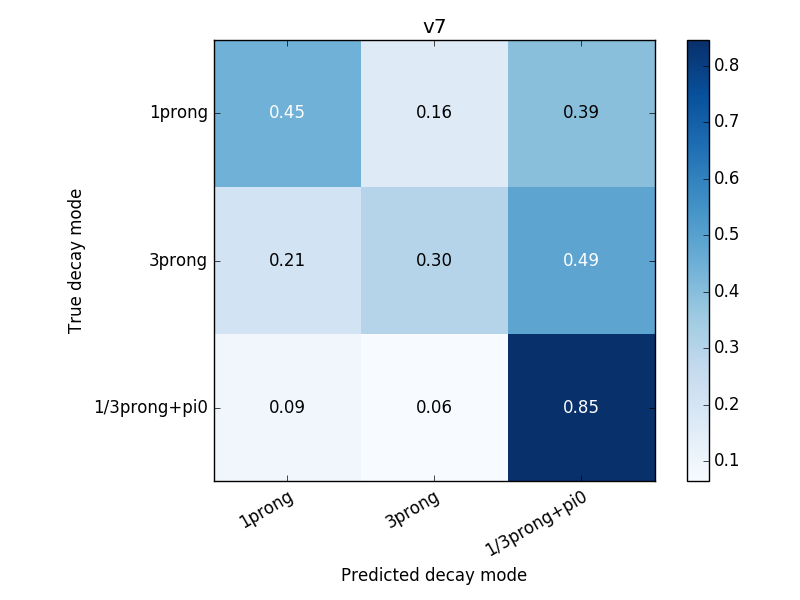 v7
True decay mode
1prong 0.45 0.16 0.39
3prong 0.21 0.30 0.49
1/3prong+pi0 0.09 0.06 0.85
1prong 3prong 1/3prong+pi0
Predicted decay mode
0.8
0.7
0.6
0.5
0.4
0.3
0.2
0.1